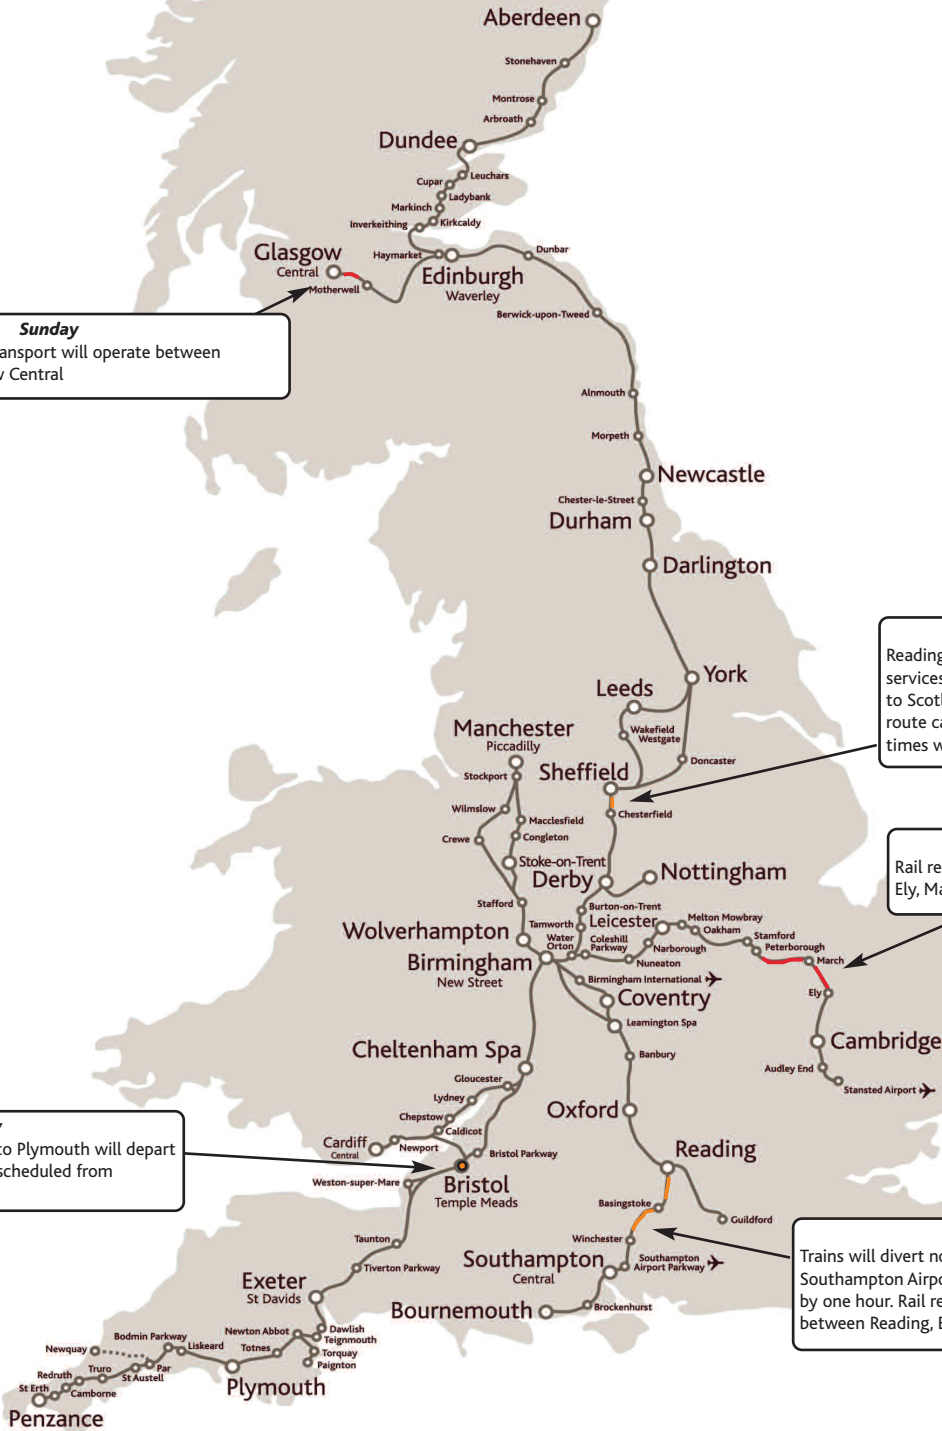 Aberdeen
Stonehaven
Montrose
Arbroath
Dundee
Leuchars
Cupar
Ladybank
Markinch
Kirkcaldy
Inverkeithing
Haymarket
Dunbar
Glasgow
Central
Edinburgh
Waverley
Motherwell
Berwick-upon-Tweed
Sunday
ansport will operate between
Central
Alnmouth
Morpeth
Newcastle
Chester-le-Street
Durham
Darlington
Reading
services
to Scot
route ca
times w
York
Leeds
Wakefield
Westgate
Manchester
Piccadilly
Doncaster
Stockport
Sheffield
Wilmslow
Chesterfield
Macclesfield
Crewe
Congleton
Stoke-on-Trent
Derby
Nottingham
Rail re
Ely, Ma
Stafford
Burton-on-Trent
Tamworth
Leicester
Melton Mowbray
Oakham
Wolverhampton
Water
Orton
Coleshill
Parkway
Narborough
Stamford
Peterborough
March
Birmingham
New Street
Nuneaton
Birmingham International
Ely
Coventry
Leamington Spa
Cambridge
Cheltenham Spa
Banbury
Audley End
Gloucester
Stansted Airport
Lydney
Oxford
Chepstow
Caldicot
Cardiff
Central
Newport
Bristol Parkway
Reading
to Plymouth will depart
scheduled from
Weston-super-Mare
Bristol
Temple Meads
Basingstoke
Guildford
Taunton
Winchester
Tiverton Parkway
Southampton
Central
Southampton
Airport Parkway
Trains will divert no
Southampton Airpo
by one hour. Rail re
between Reading, B
Exeter
St Davids
Bournemouth
Brockenhurst
Dawlish
Teignmouth
Newton Abbot
Torquay
Paignton
Totnes
Bodmin Parkway
Liskeard
Newquay
Par
Truro
St Austell
Redruth
Plymouth
St Erth
Camborne
Penzance